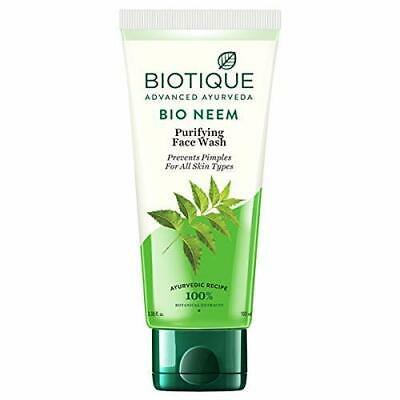 BIOTIQUE
ADVANCED AYURVEDA
BIO NEEM
Purifying
Face Wash
Prevents Pimples
For All Skin Types
AYURVEDIC RECIPE
100%
BOTANICAL EXTRACTS